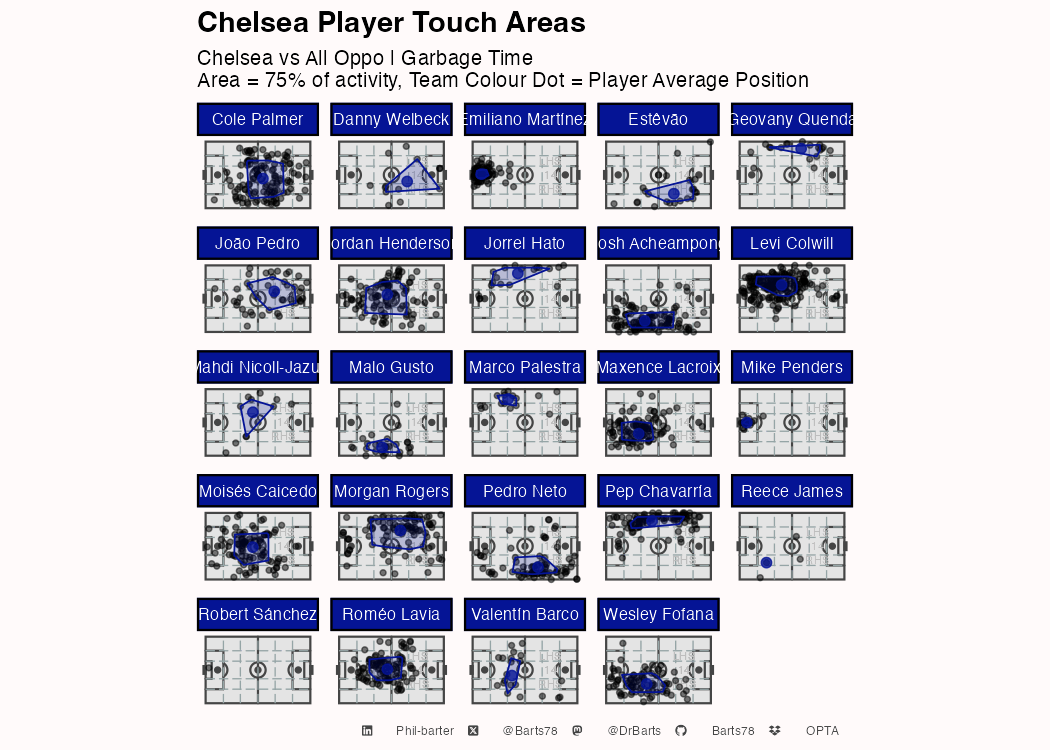 Chelsea Player Touch Areas
Chelsea vs All Oppo | Garbage Time
Area = 75% of activity, Team Colour Dot = Player Average Position
Cole Palmer
Danny Welbeck
Emiliano Martínez
Estêvão
Geovany Quenda
João Pedro
ordan Henderson
Jorrel Hato
osh Acheampong
Levi Colwill
Mahdi Nicoll-Jazu
Malo Gusto
Marco Palestra
Maxence Lacroix
Mike Penders
Moisés Caicedo
Morgan Rogers
Pedro Neto
Pep Chavarría
Reece James
Robert Sánchez
Roméo Lavia
Valentín Barco
Wesley Fofana
Phil-barter @Barts78 @DrBarts Barts78 OPTA